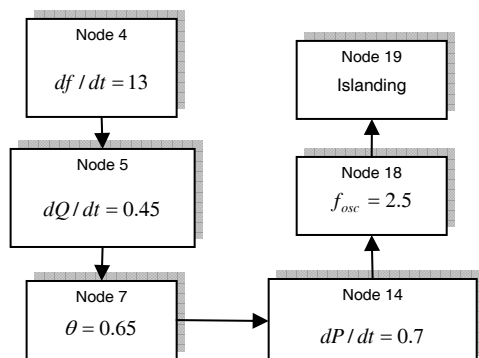 Node 4
df / dt = 13
Node 5
dQ / dt = 0.45
Node 7
θ = 0.65
Node 14
dP / dt = 0.7
Node 18
f_osc = 2.5
Node 19
Islanding